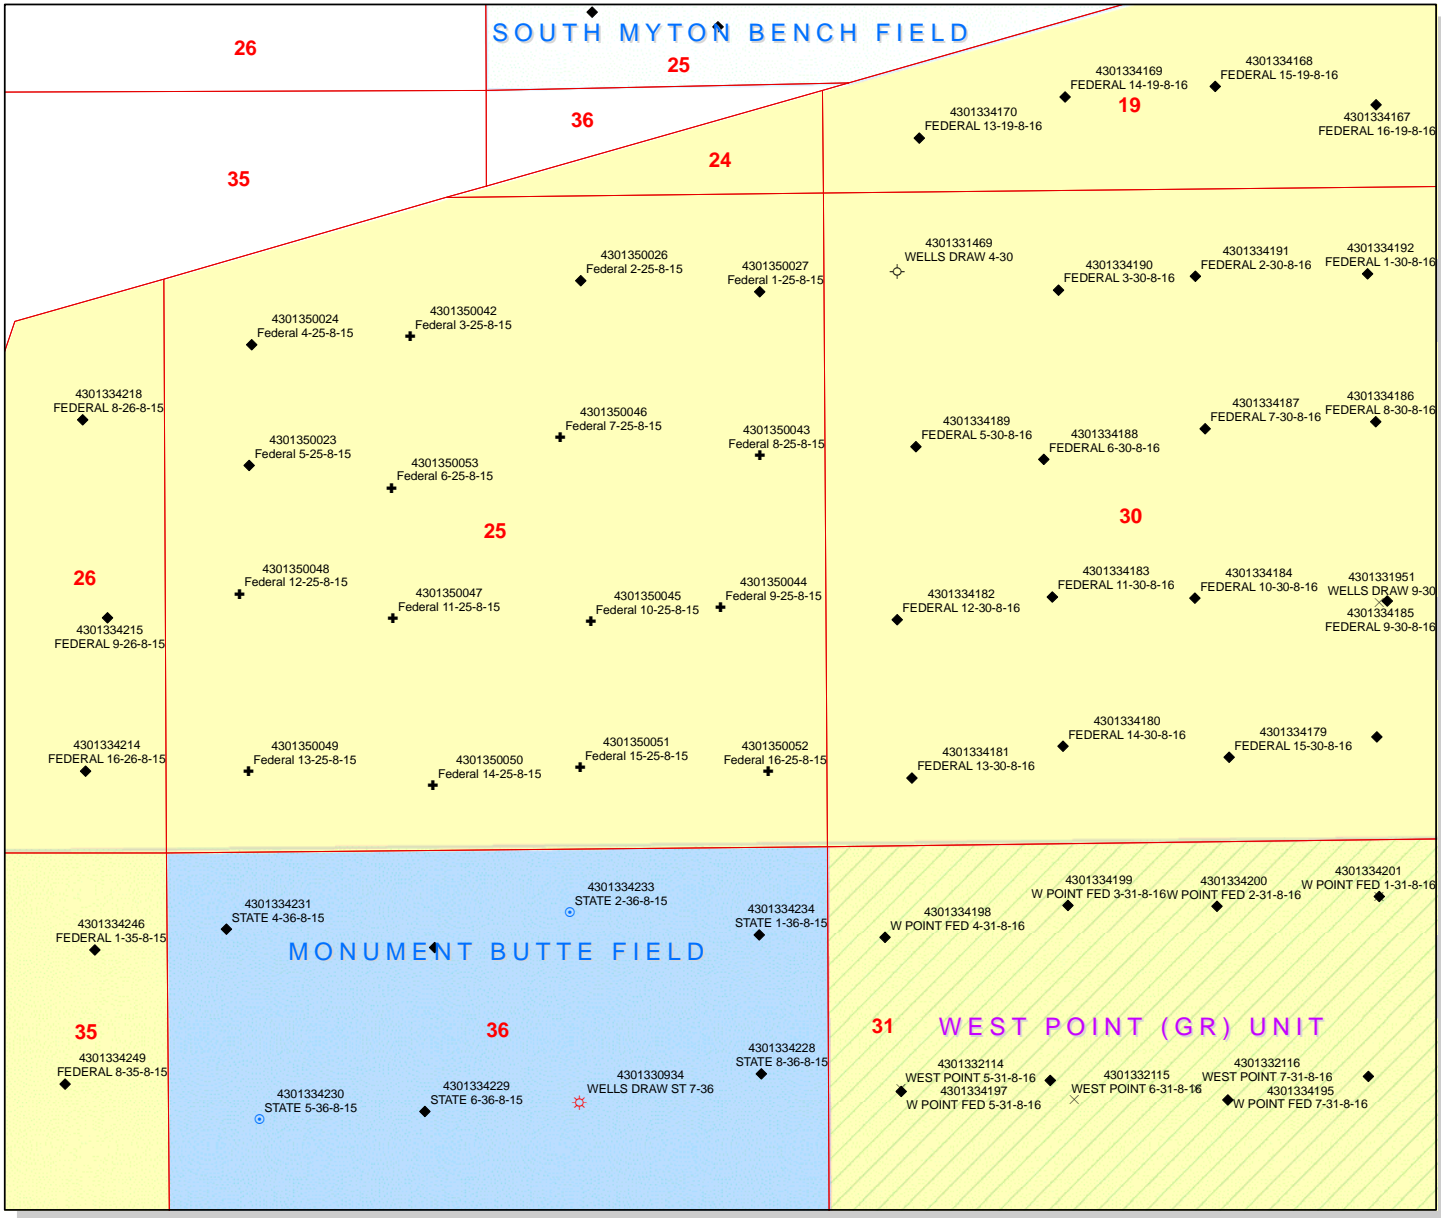 SOUTH MYTON BENCH FIELD
26
25
36
35
24
19
4301334170
FEDERAL 13-19-8-16
4301334169
FEDERAL 14-19-8-16
4301334168
FEDERAL 15-19-8-16
4301334167
FEDERAL 16-19-8-16
4301350026
Federal 2-25-8-15
4301350027
Federal 1-25-8-15
4301350024
Federal 4-25-8-15
4301350042
Federal 3-25-8-15
4301331469
WELLS DRAW 4-30
4301334190
FEDERAL 3-30-8-16
4301334191
FEDERAL 2-30-8-16
4301334192
FEDERAL 1-30-8-16
4301334218
FEDERAL 8-26-8-15
4301350023
Federal 5-25-8-15
4301350053
Federal 6-25-8-15
4301350046
Federal 7-25-8-15
4301350043
Federal 8-25-8-15
4301334189
FEDERAL 5-30-8-16
4301334188
FEDERAL 6-30-8-16
4301334187
FEDERAL 7-30-8-16
4301334186
FEDERAL 8-30-8-16
26
25
30
4301334215
FEDERAL 9-26-8-15
4301350048
Federal 12-25-8-15
4301350047
Federal 11-25-8-15
4301350045
Federal 10-25-8-15
4301350044
Federal 9-25-8-15
4301334182
FEDERAL 12-30-8-16
4301334183
FEDERAL 11-30-8-16
4301334184
FEDERAL 10-30-8-16
4301331951
WELLS DRAW 9-30
4301334185
FEDERAL 9-30-8-16
4301334214
FEDERAL 16-26-8-15
4301350049
Federal 13-25-8-15
4301350050
Federal 14-25-8-15
4301350051
Federal 15-25-8-15
4301350052
Federal 16-25-8-15
4301334181
FEDERAL 13-30-8-16
4301334180
FEDERAL 14-30-8-16
4301334179
FEDERAL 15-30-8-16
4301334246
FEDERAL 1-35-8-15
4301334231
STATE 4-36-8-15
4301334233
STATE 2-36-8-15
4301334234
STATE 1-36-8-15
4301334198
W POINT FED 4-31-8-16
4301334199
W POINT FED 3-31-8-16
4301334200
W POINT FED 2-31-8-16
4301334201
W POINT FED 1-31-8-16
MONUMENT BUTTE FIELD
35
36
31
WEST POINT (GR) UNIT
4301334249
FEDERAL 8-35-8-15
4301334230
STATE 5-36-8-15
4301334229
STATE 6-36-8-15
4301330934
WELLS DRAW ST 7-36
4301334228
STATE 8-36-8-15
4301332114
WEST POINT 5-31-8-16
4301334197
W POINT FED 5-31-8-16
4301332115
WEST POINT 6-31-8-16
4301332116
WEST POINT 7-31-8-16
4301334195
W POINT FED 7-31-8-16